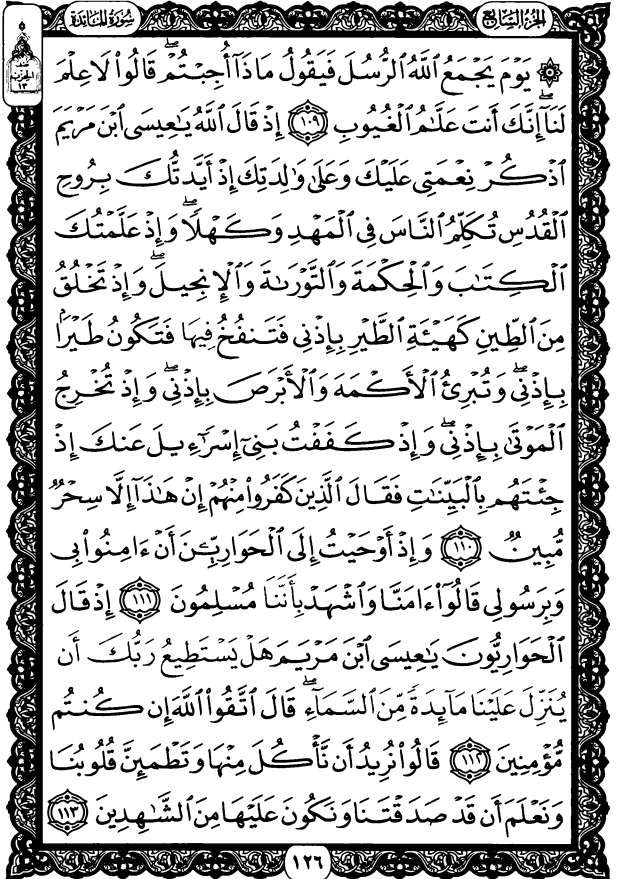 الجزء السابع
سورة المائدة
۞ يَوْمَ يَجْمَعُ ٱللَّهُ ٱلرُّسُلَ فَيَقُولُ مَاذَآ أُجِبْتُمْ ۖ قَالُوا۟ لَا عِلْمَ
لَنَآ ۖ إِنَّكَ أَنتَ عَلَّٰمُ ٱلْغُيُوبِ ١٠٩ إِذْ قَالَ ٱللَّهُ يَٰعِيسَى ٱبْنَ مَرْيَمَ
ٱذْكُرْ نِعْمَتِى عَلَيْكَ وَعَلَىٰ وَٰلِدَتِكَ إِذْ أَيَّدتُّكَ بِرُوحِ
ٱلْقُدُسِ تُكَلِّمُ ٱلنَّاسَ فِى ٱلْمَهْدِ وَكَهْلًا ۖ وَإِذْ عَلَّمْتُكَ
ٱلْكِتَٰبَ وَٱلْحِكْمَةَ وَٱلتَّوْرَىٰةَ وَٱلْإِنجِيلَ ۖ وَإِذْ تَخْلُقُ
مِنَ ٱلطِّينِ كَهَيْـَٔةِ ٱلطَّيْرِ بِإِذْنِى فَتَنفُخُ فِيهَا فَتَكُونُ طَيْرًۢا
بِإِذْنِى ۖ وَتُبْرِئُ ٱلْأَكْمَهَ وَٱلْأَبْرَصَ بِإِذْنِى ۖ وَإِذْ تُخْرِجُ
ٱلْمَوْتَىٰ بِإِذْنِى ۖ وَإِذْ كَفَفْتُ بَنِىٓ إِسْرَٰٓءِيلَ عَنكَ إِذْ
جِئْتَهُم بِٱلْبَيِّنَٰتِ فَقَالَ ٱلَّذِينَ كَفَرُوا۟ مِنْهُمْ إِنْ هَٰذَآ إِلَّا سِحْرٌ
مُّبِينٌ ١١٠ وَإِذْ أَوْحَيْتُ إِلَى ٱلْحَوَارِيِّۦنَ أَنْ ءَامِنُوا۟ بِى
وَبِرَسُولِى قَالُوٓا۟ ءَامَنَّا وَٱشْهَدْ بِأَنَّنَا مُسْلِمُونَ ١١١ إِذْ قَالَ
ٱلْحَوَارِيُّونَ يَٰعِيسَى ٱبْنَ مَرْيَمَ هَلْ يَسْتَطِيعُ رَبُّكَ أَن
يُنَزِّلَ عَلَيْنَا مَآئِدَةً مِّنَ ٱلسَّمَآءِ ۖ قَالَ ٱتَّقُوا۟ ٱللَّهَ إِن كُنتُم
مُّؤْمِنِينَ ١١٢ قَالُوا۟ نُرِيدُ أَن نَّأْكُلَ مِنْهَا وَتَطْمَئِنَّ قُلُوبُنَا
وَنَعْلَمَ أَن قَدْ صَدَقْتَنَا وَنَكُونَ عَلَيْهَا مِنَ ٱلشَّٰهِدِينَ ١١٣
١٢٦